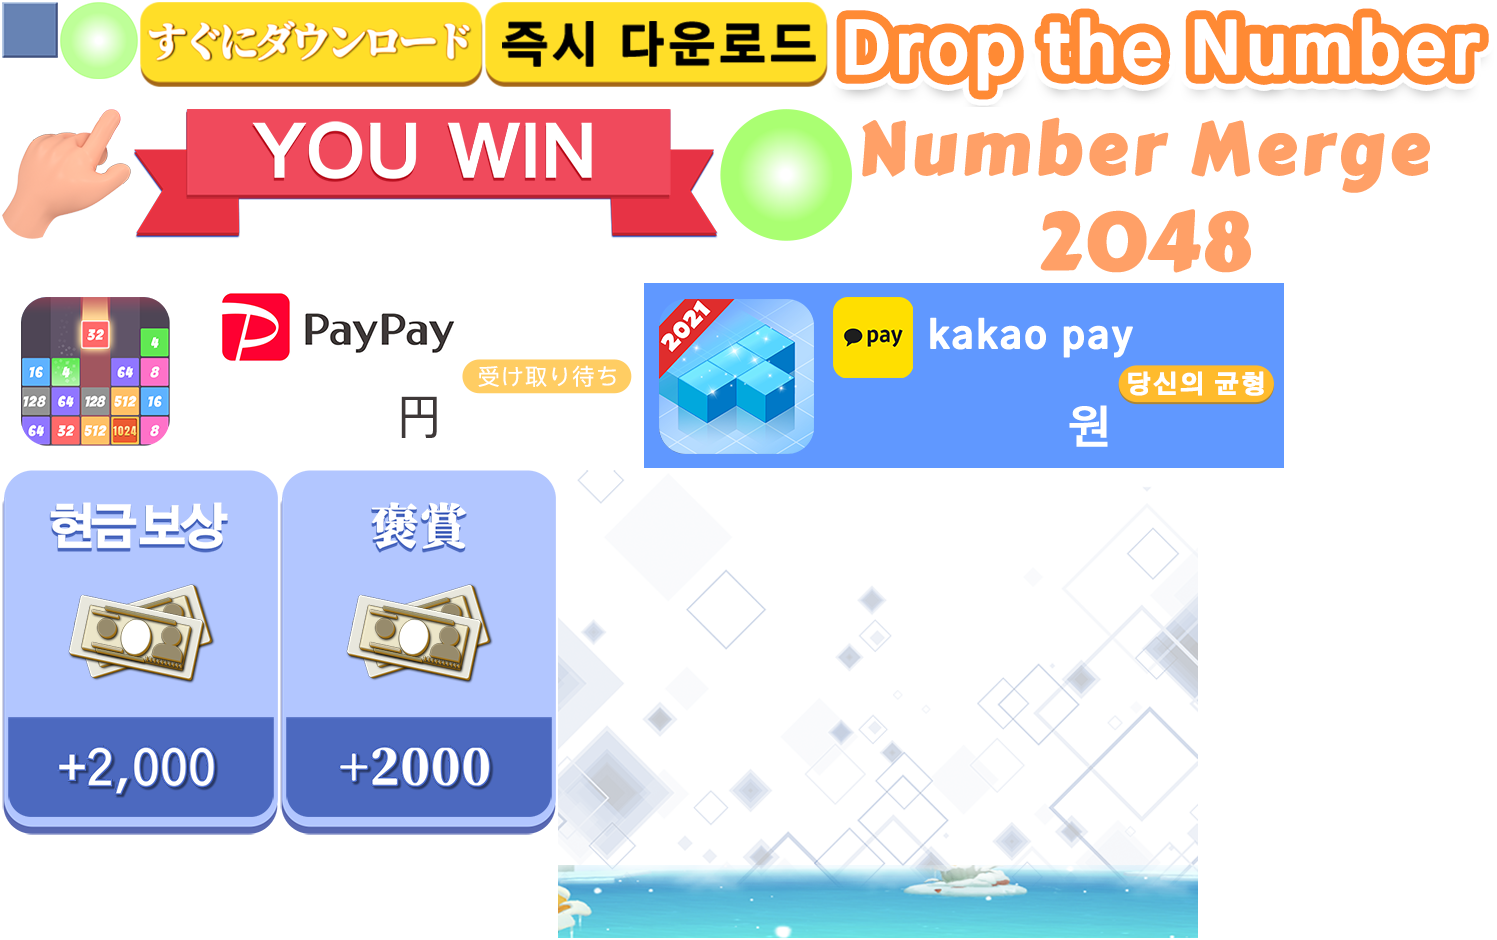 すぐにダウンロード
즉시 다운로드
Drop the Number
YOU WIN
Number Merge
2048
32
4
16 4 64 8
128 64 128 512 16
64 32 512 1024 8
PayPay
受け取り待ち
円
2021
pay
kakao pay
당신의 균형
원
현금 보상
+2,000
褒賞
+2000